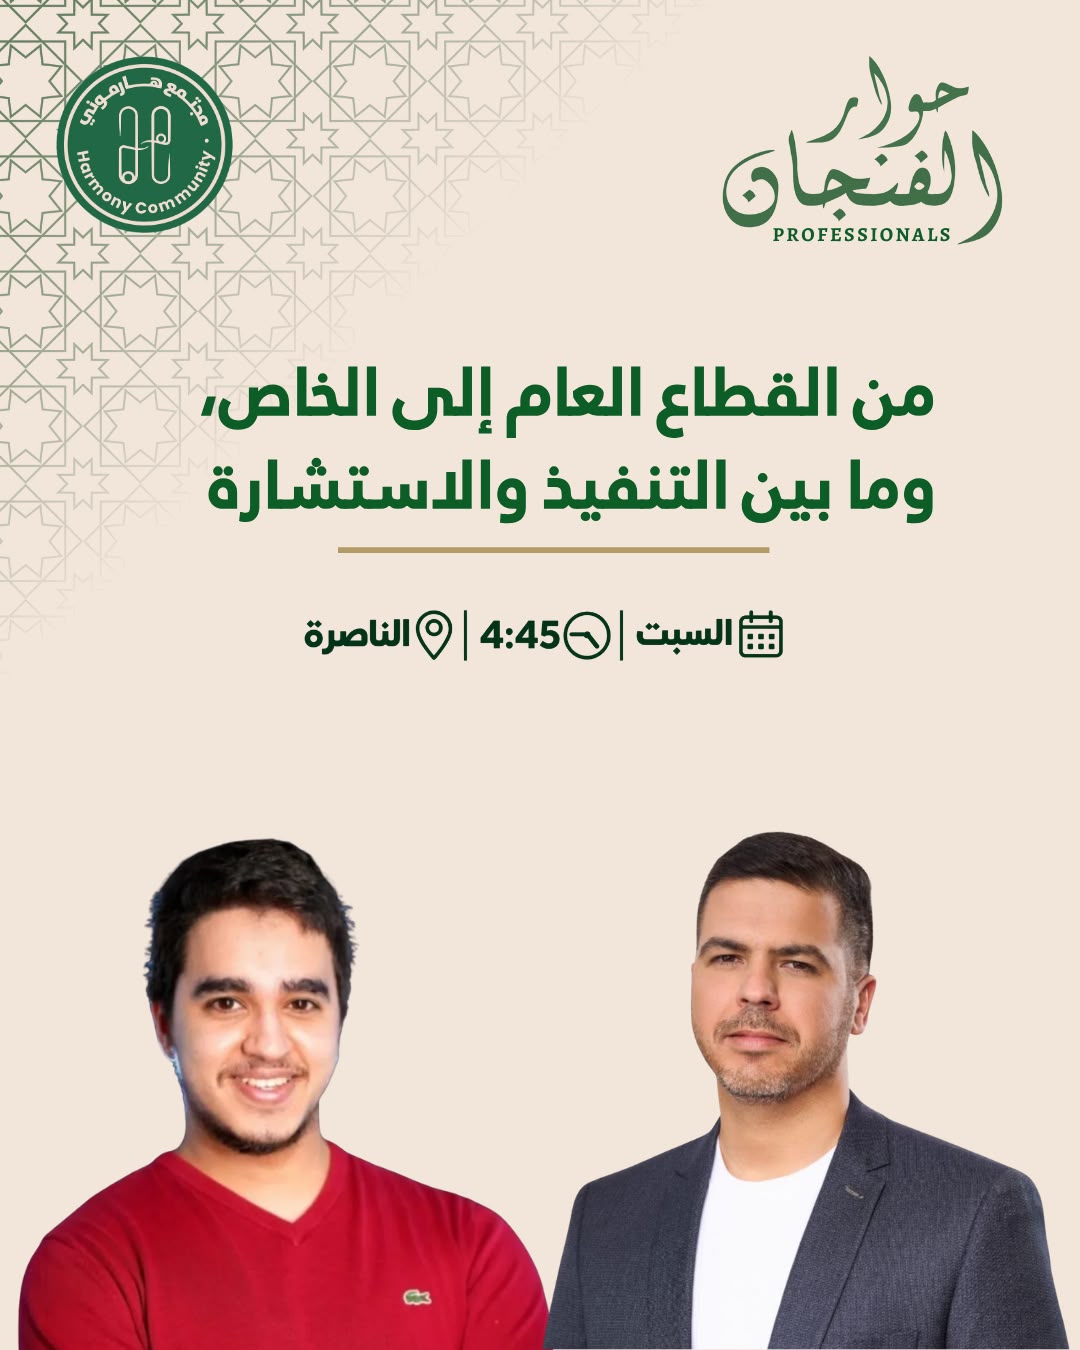 مجتمع هارموني
Harmony Community
حوار
الفنجان
PROFESSIONALS
من القطاع العام إلى الخاص،
وما بين التنفيذ والاستشارة
السبت | 4:45 | الناصرة